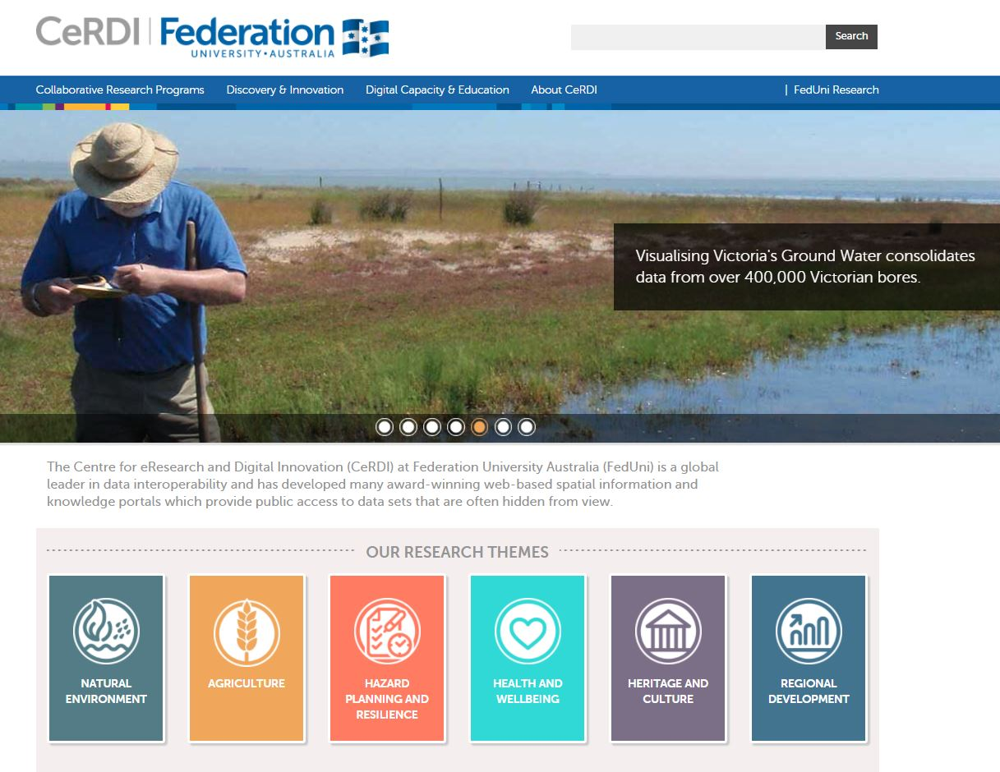 CeRDI | Federation
UNIVERSITY • AUSTRALIA
Search
Collaborative Research Programs Discovery & Innovation Digital Capacity & Education About CeRDI | FedUni Research
Visualising Victoria's Ground Water consolidates
data from over 400,000 Victorian bores.
The Centre for eResearch and Digital Innovation (CeRDI) at Federation University Australia (FedUni) is a global
leader in data interoperability and has developed many award-winning web-based spatial information and
knowledge portals which provide public access to data sets that are often hidden from view.
OUR RESEARCH THEMES
NATURAL
ENVIRONMENT
AGRICULTURE
HAZARD
PLANNING AND
RESILIENCE
HEALTH AND
WELLBEING
HERITAGE AND
CULTURE
REGIONAL
DEVELOPMENT